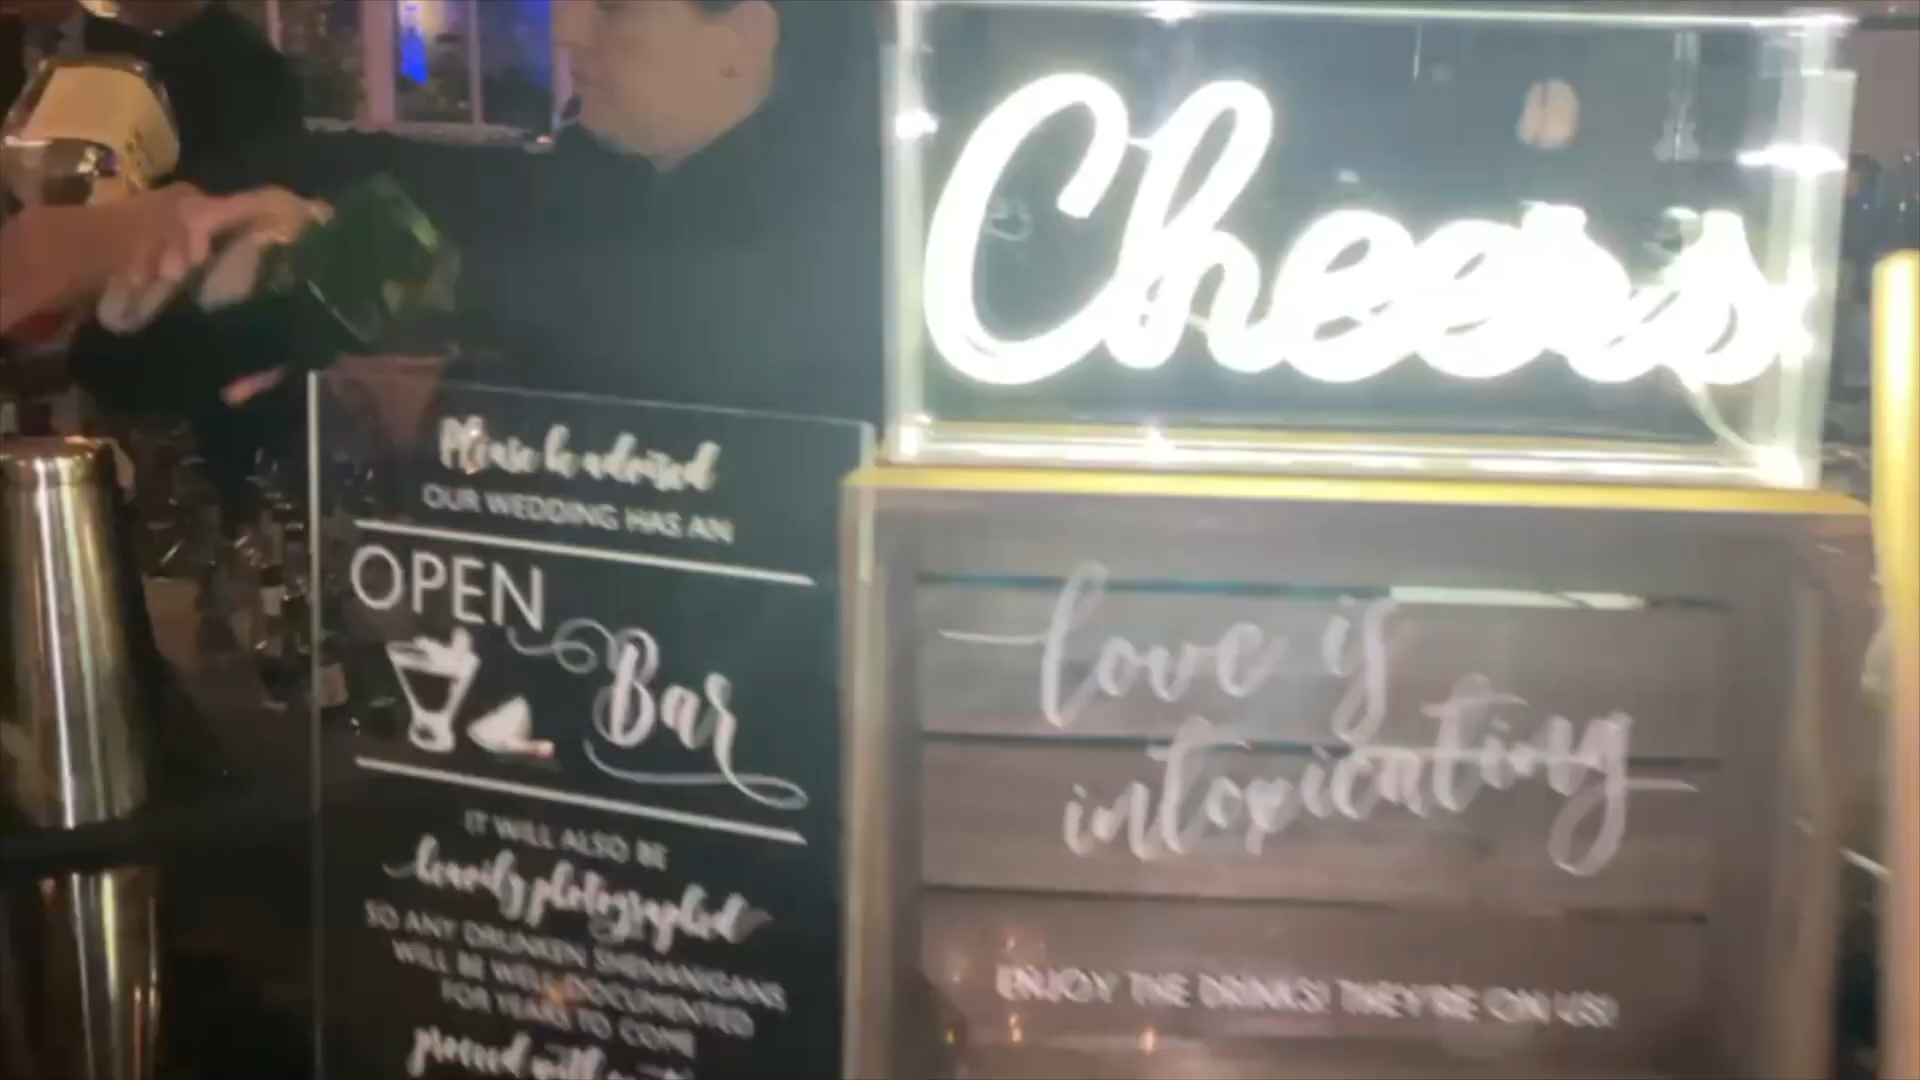 Cheers
Please be advised
OUR WEDDING HAS AN
OPEN
Bar
IT WILL ALSO BE
heavily photographed
SO ANY DRUNKEN SHENANIGANS
WILL BE WELL DOCUMENTED
FOR YEARS TO COME
proceed with
love is
intoxicating
ENJOY THE DRINKS! THEY'RE ON US!